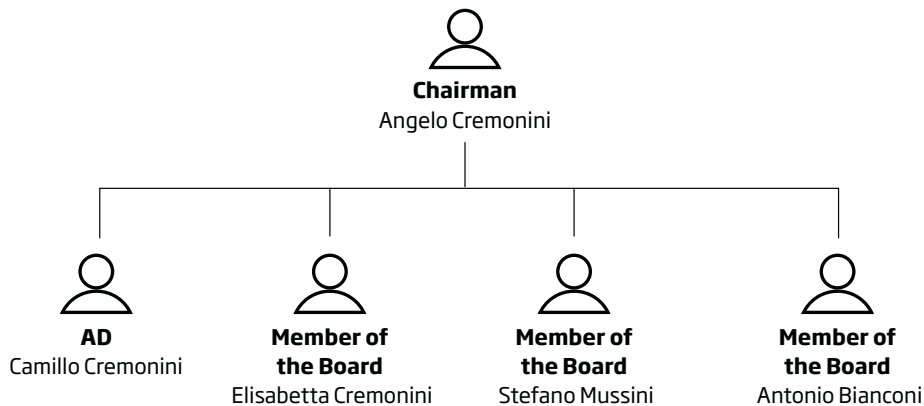 Chairman
Angelo Cremonini
AD
Camillo Cremonini
Member of
the Board
Elisabetta Cremonini
Member of
the Board
Stefano Mussini
Member of
the Board
Antonio Bianconi